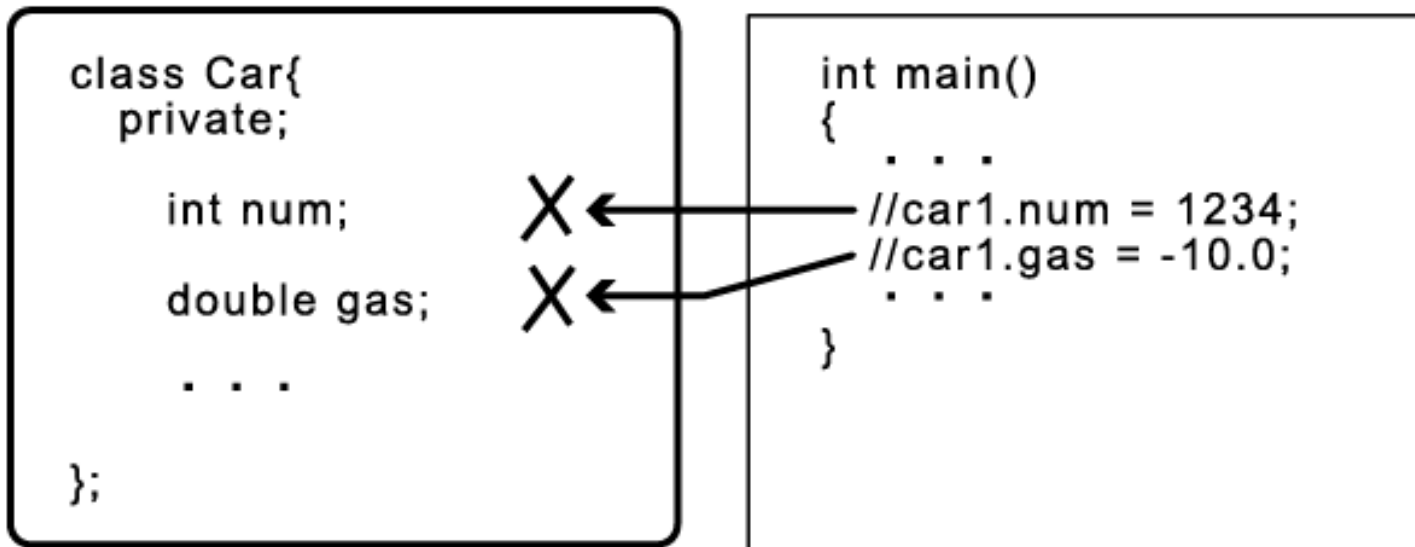 class Car{
private;
int num;
double gas;
. . .
};
int main()
{
. . .
//car1.num = 1234;
//car1.gas = -10.0;
. . .
}